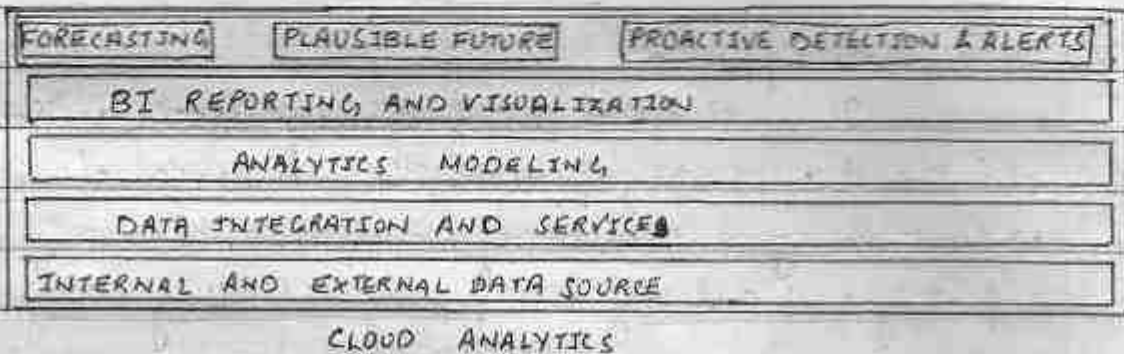 FORECASTING PLAUSIBLE FUTURE PROACTIVE DETECTION & ALERTS
BI REPORTING AND VISUALIZATION
ANALYTICS MODELING
DATA INTEGRATION AND SERVICES
INTERNAL AND EXTERNAL DATA SOURCE
CLOUD ANALYTICS